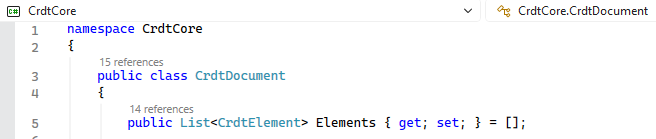 CrdtCore CrdtCore.CrdtDocument
1 namespace CrdtCore
2 {
15 references
3 public class CrdtDocument
4 {
14 references
5 public List<CrdtElement> Elements { get; set; } = [];